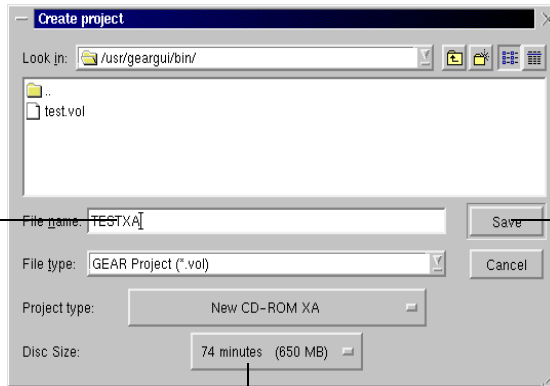 Create project
Look in: /usr/geargui/bin/
..
test.vol
File name: TESTXA Save
File type: GEAR Project (*.vol) Cancel
Project type: New CD-ROM XA
Disc Size: 74 minutes (650 MB)